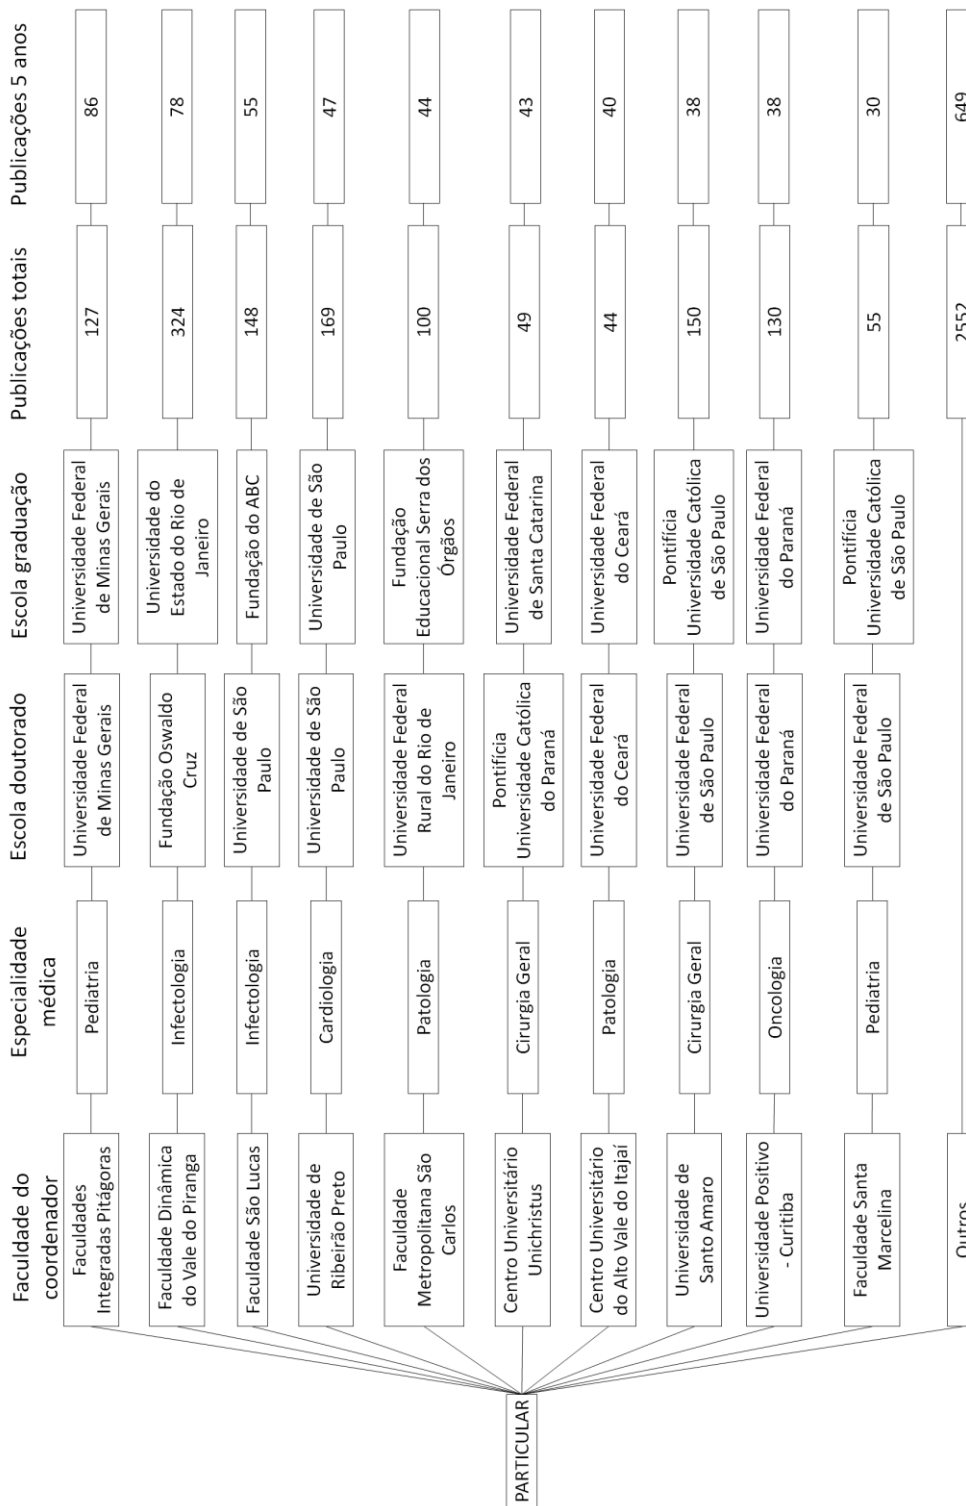 Faculdade do
coordenador
Especialidade
médica
Escola doutorado
Escola graduação
Publicações totais
Publicações 5 anos
PARTICULAR
Faculdades
Integradas Pitágoras
Pediatria
Universidade Federal
de Minas Gerais
Universidade Federal
de Minas Gerais
127
86
Faculdade Dinâmica
do Vale do Piranga
Infectologia
Fundação Oswaldo
Cruz
Universidade do
Estado do Rio de
Janeiro
324
78
Faculdade São Lucas
Infectologia
Universidade de São
Paulo
Fundação do ABC
148
55
Universidade de
Ribeirão Preto
Cardiologia
Universidade de São
Paulo
Universidade de São
Paulo
169
47
Faculdade
Metropolitana São
Carlos
Patologia
Universidade Federal
Rural do Rio de
Janeiro
Fundação
Educacional Serra dos
Órgãos
100
44
Centro Universitário
Unichristus
Cirurgia Geral
Pontifícia
Universidade Católica
do Paraná
Universidade Federal
de Santa Catarina
49
43
Centro Universitário
do Alto Vale do Itajaí
Patologia
Universidade Federal
do Ceará
Universidade Federal
do Ceará
44
40
Universidade de
Santo Amaro
Cirurgia Geral
Universidade Federal
de São Paulo
Pontifícia
Universidade Católica
de São Paulo
150
38
Universidade Positivo
- Curitiba
Oncologia
Universidade Federal
do Paraná
Universidade Federal
do Paraná
130
38
Faculdade Santa
Marcelina
Pediatria
Universidade Federal
de São Paulo
Pontifícia
Universidade Católica
de São Paulo
55
30
Outros
2552
649